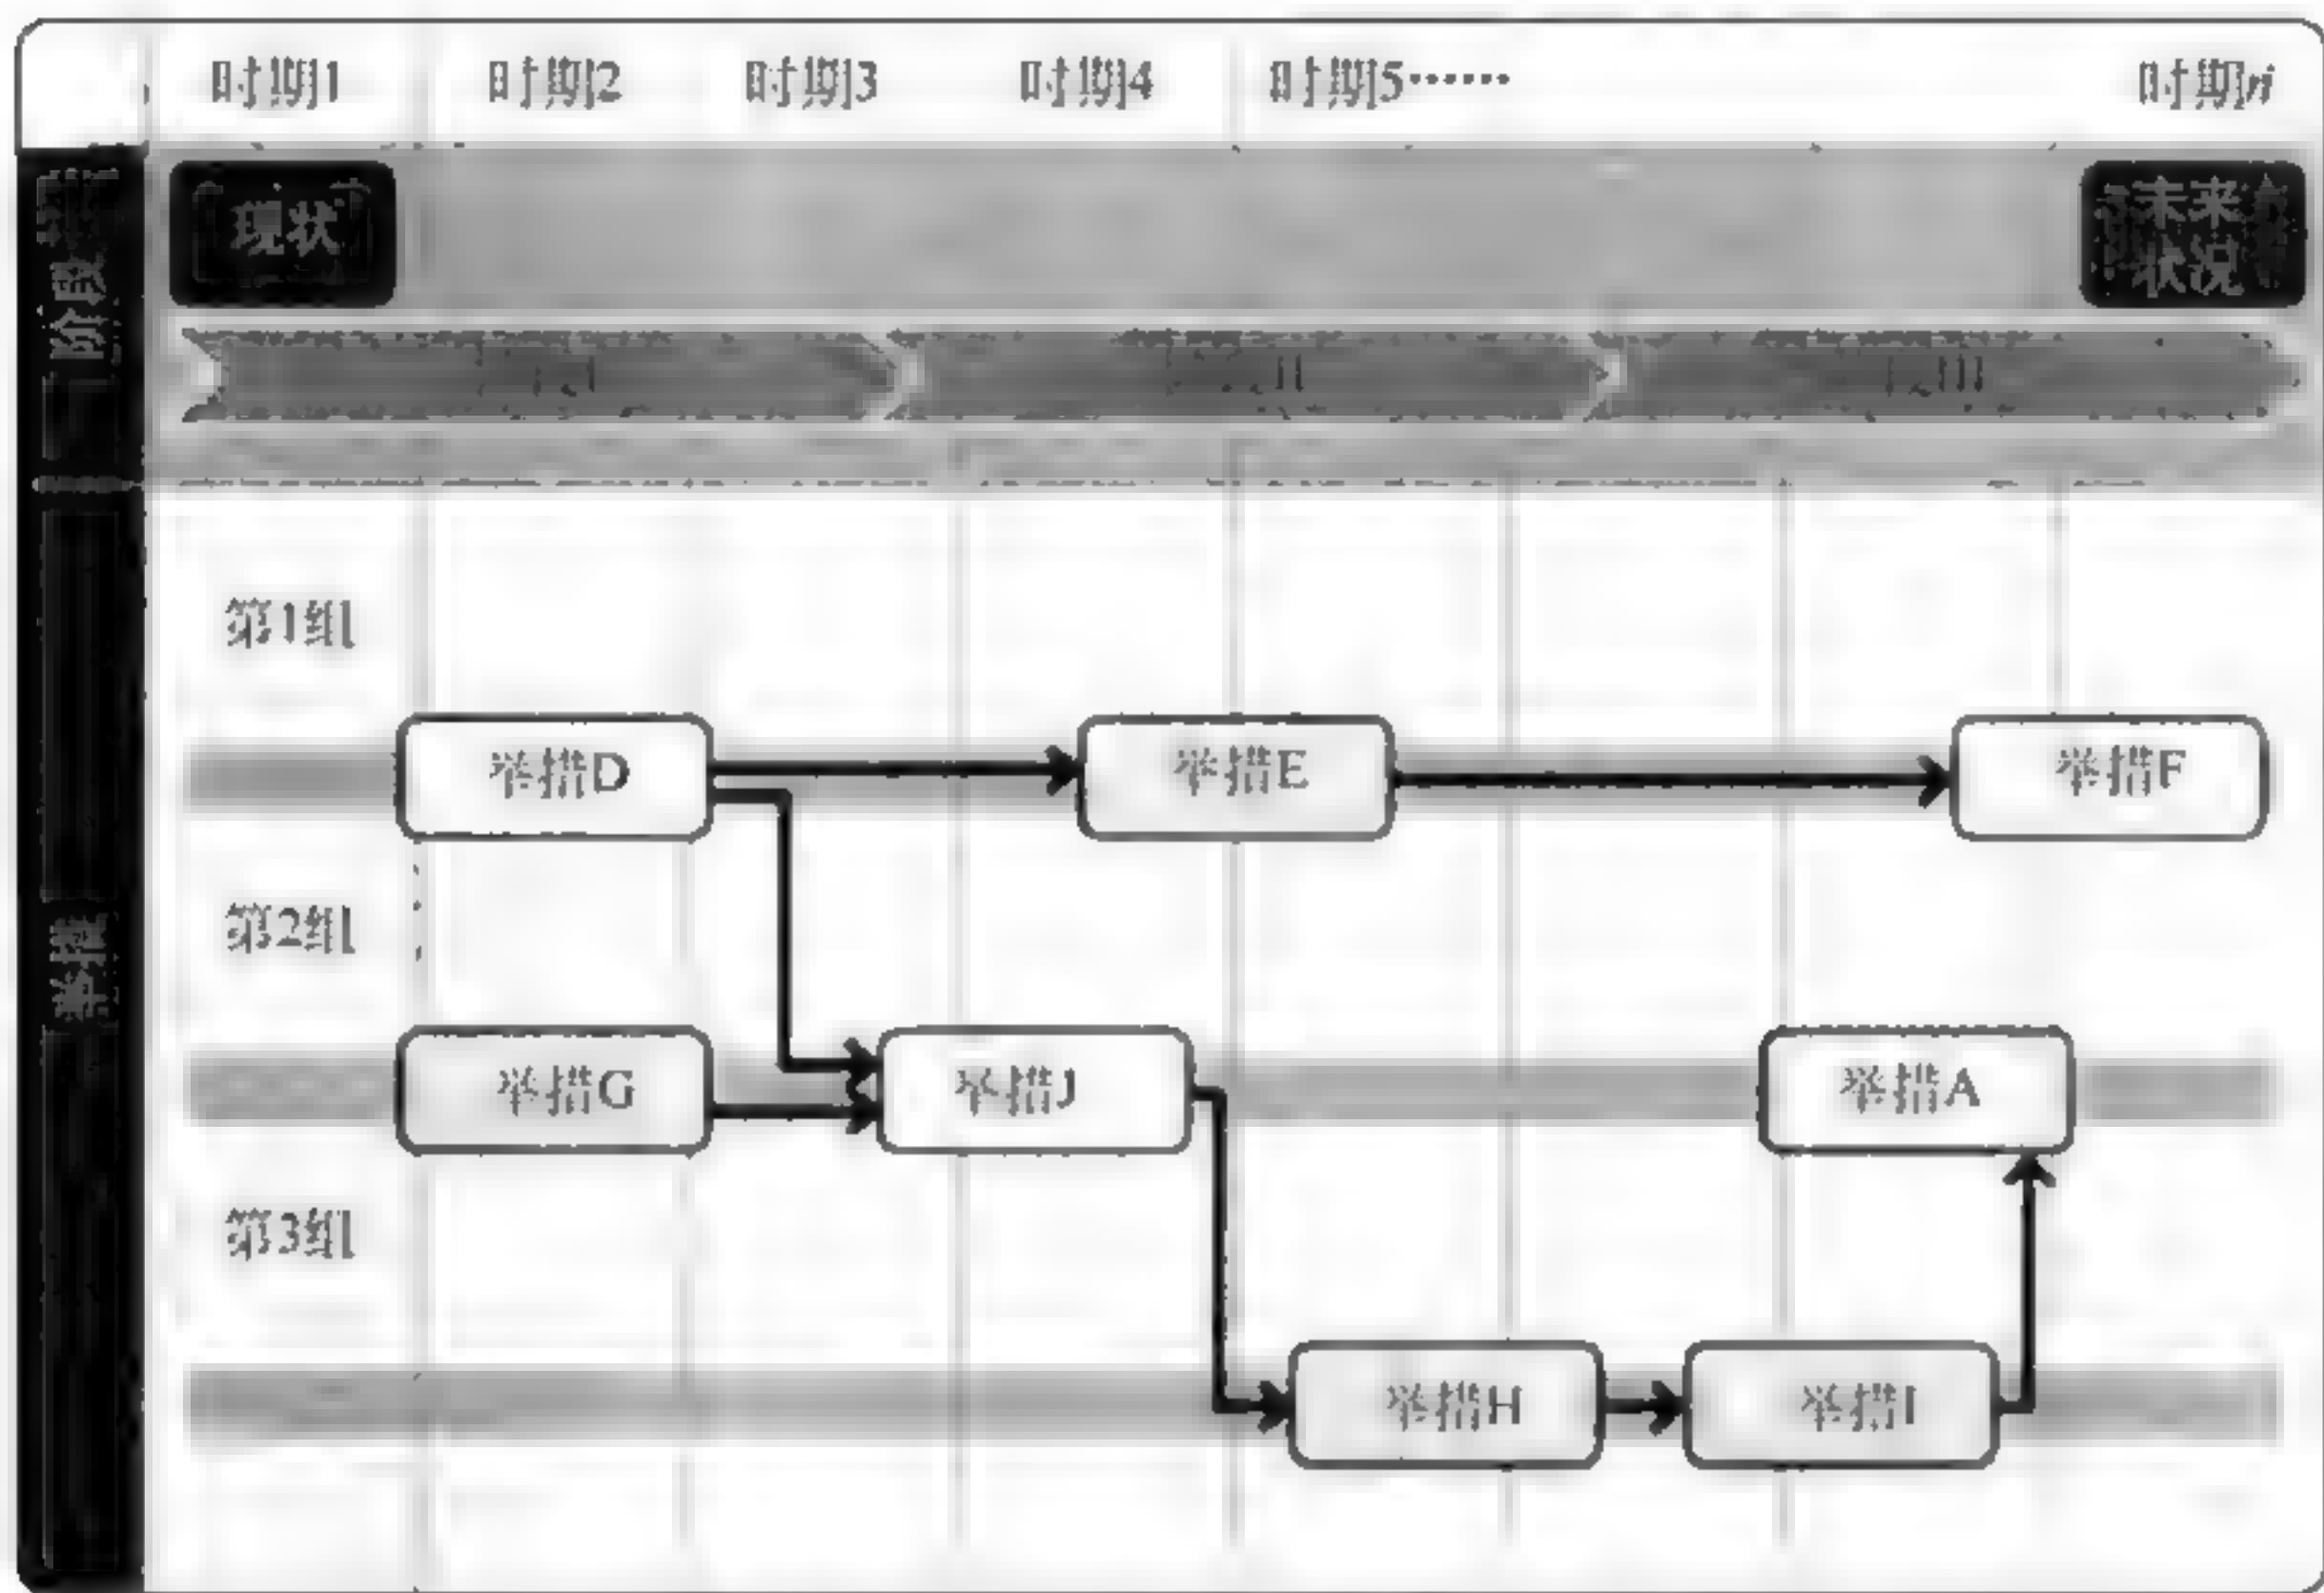 时期1 时期2 时期3 时期4 时期5…… 时期n
阶段
现状
未来
状况
举措
第1组
举措D 举措E 举措F
第2组
举措G 举措J 举措A
第3组
举措H 举措I